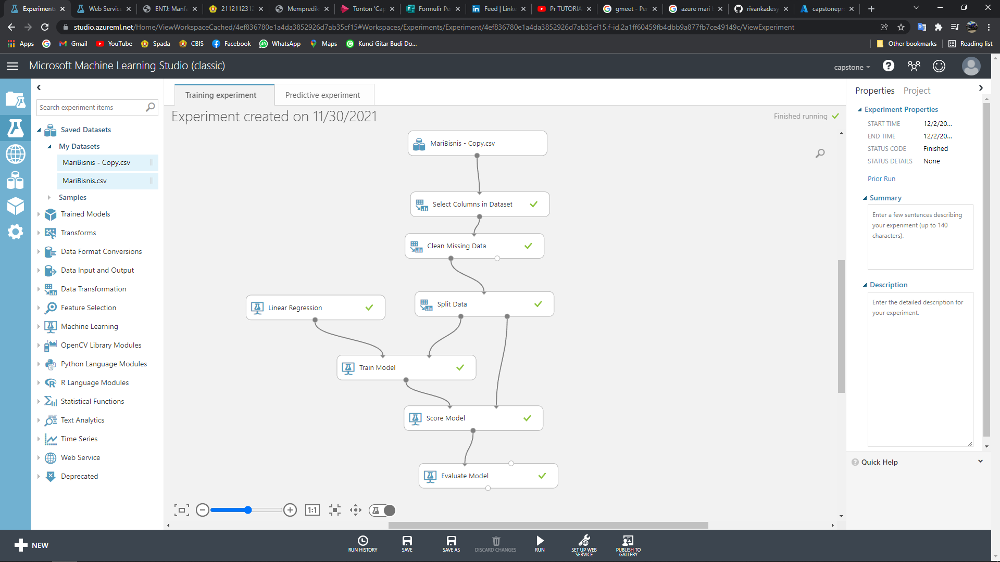 Experiments
Web Service
ENTJ: Manfa
2112112312
Mempredik
Tonton 'Cap
Formulir Pe
Feed | Linke
Pr TUTORIA
gmeet - Pe
azure mari b
rivankadesy
capstonepr
studio.azureml.net/Home/ViewWorkspaceCached/4ef836780e1a4da3852926d7ab35cf15#Workspaces/Experiments/Experiment/4ef836780e1a4da3852926d7ab35cf15.f-id.2a1ff60459fb4dbb9a877fb7ce49149c/ViewExperiment
Apps
Gmail
YouTube
Spada
CBIS
Facebook
WhatsApp
Maps
Kunci Gitar Budi Do...
Other bookmarks
Reading list
Microsoft Machine Learning Studio (classic)
capstone
Search experiment items
Saved Datasets
My Datasets
MariBisnis - Copy.csv
MariBisnis.csv
Samples
Trained Models
Transforms
Data Format Conversions
Data Input and Output
Data Transformation
Feature Selection
Machine Learning
OpenCV Library Modules
Python Language Modules
R Language Modules
Statistical Functions
Text Analytics
Time Series
Web Service
Deprecated
Training experiment
Predictive experiment
Experiment created on 11/30/2021
Finished running
MariBisnis - Copy.csv
Select Columns in Dataset
Clean Missing Data
Linear Regression
Split Data
Train Model
Score Model
Evaluate Model
1:1
Properties
Project
Experiment Properties
START TIME 12/2/20...
END TIME 12/2/20...
STATUS CODE Finished
STATUS DETAILS None
Prior Run
Summary
Enter a few sentences describing
your experiment (up to 140
characters).
Description
Enter the detailed description for
your experiment.
Quick Help
NEW
RUN HISTORY
SAVE
SAVE AS
DISCARD CHANGES
RUN
SET UP WEB
SERVICE
PUBLISH TO
GALLERY